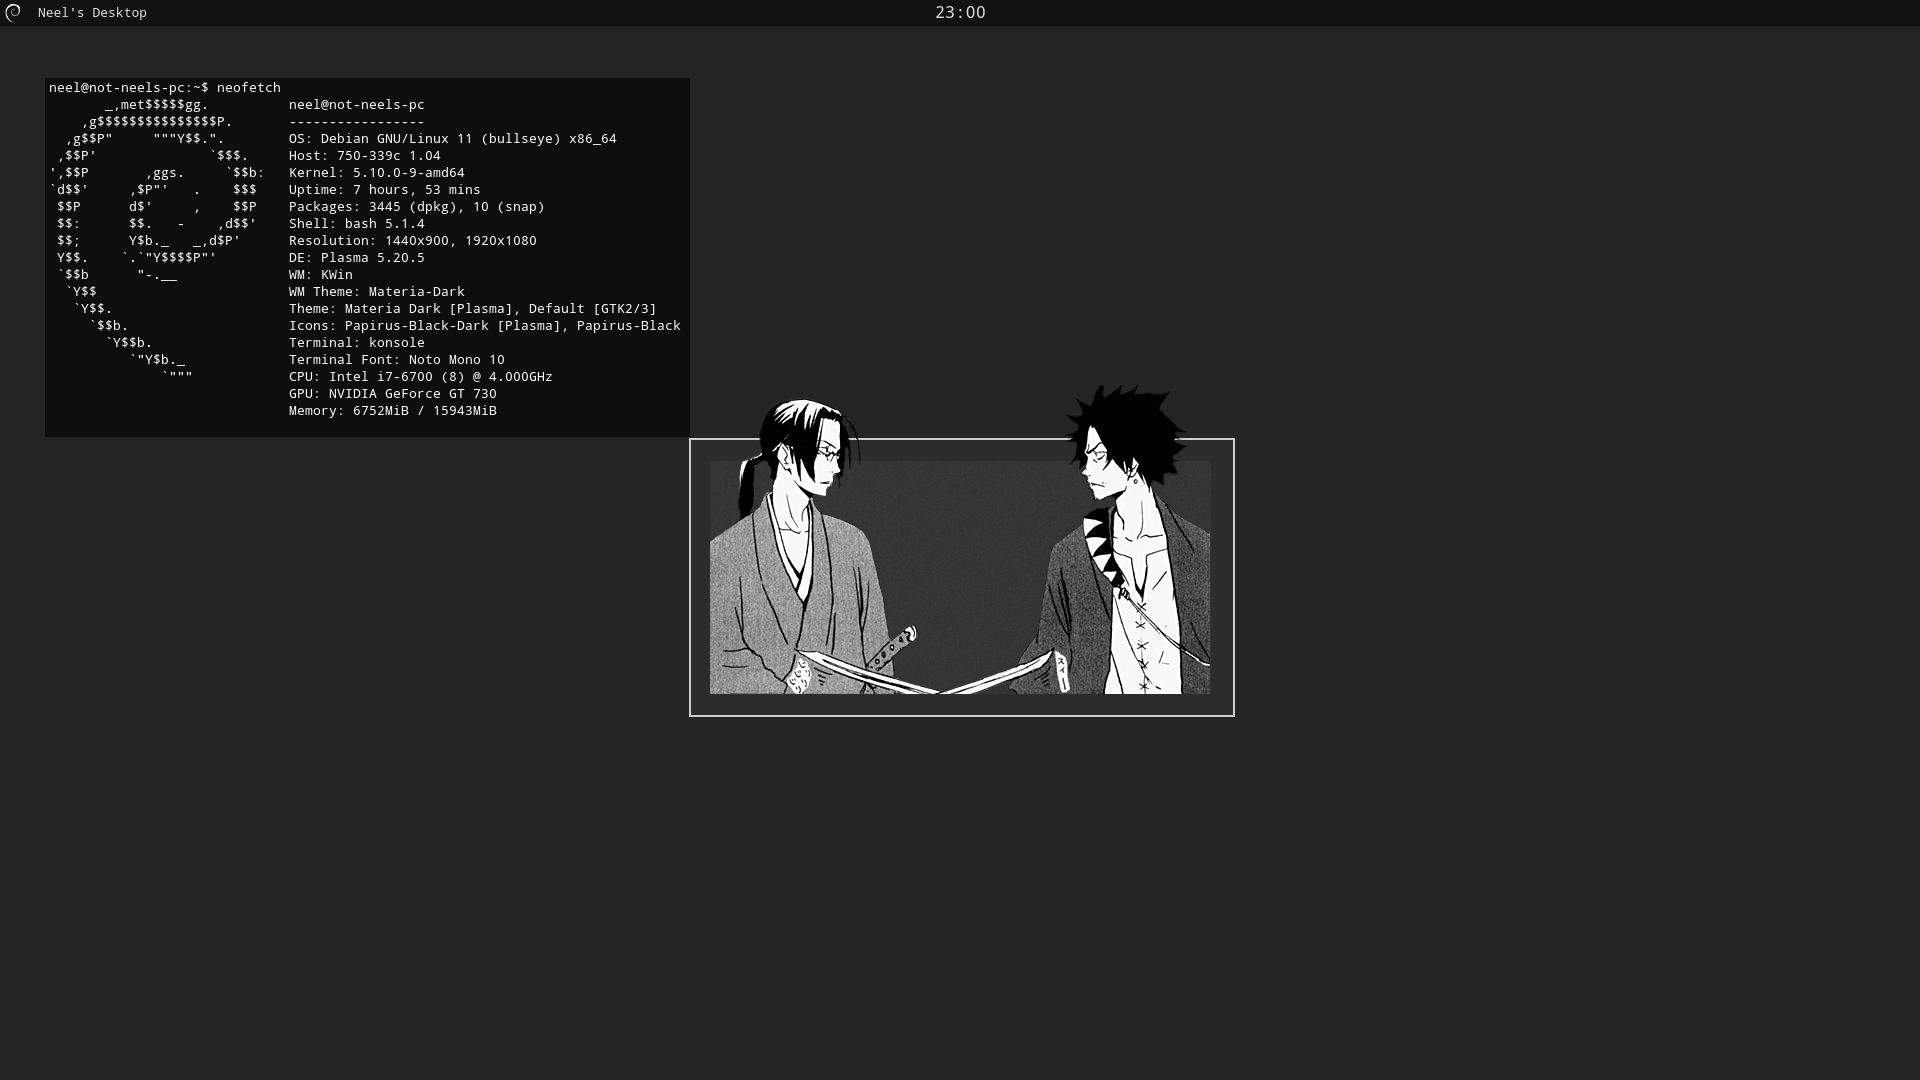 Neel's Desktop
23:00
neel@not-neels-pc:~$ neofetch
       _,met$$$$$gg.          neel@not-neels-pc
    ,g$$$$$$$$$$$$$$$P.       -----------------
  ,g$$P"     """Y$$.".        OS: Debian GNU/Linux 11 (bullseye) x86_64
 ,$$P'              `$$$.     Host: 750-339c 1.04
',$$P       ,ggs.     `$$b:   Kernel: 5.10.0-9-amd64
`d$$'     ,$P"'   .    $$$    Uptime: 7 hours, 53 mins
 $$P      d$'     ,    $$P    Packages: 3445 (dpkg), 10 (snap)
 $$:      $$.   -    ,d$$'    Shell: bash 5.1.4
 $$;      Y$b._   _,d$P'      Resolution: 1440x900, 1920x1080
 Y$$.    `.`"Y$$$$P"'         DE: Plasma 5.20.5
 `$$b      "-.__              WM: KWin
  `Y$$                        WM Theme: Materia-Dark
   `Y$$.                      Theme: Materia Dark [Plasma], Default [GTK2/3]
     `$$b.                    Icons: Papirus-Black-Dark [Plasma], Papirus-Black
       `Y$$b.                 Terminal: konsole
          `"Y$b._             Terminal Font: Noto Mono 10
              `"""            CPU: Intel i7-6700 (8) @ 4.000GHz
                              GPU: NVIDIA GeForce GT 730
                              Memory: 6752MiB / 15943MiB